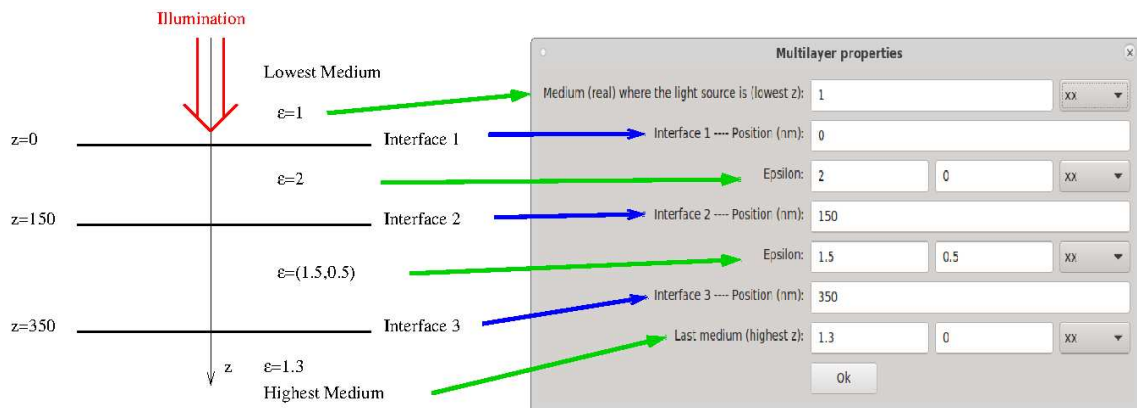 Illumination
Lowest Medium
ε=1
z=0
Interface 1
ε=2
z=150
Interface 2
ε=(1.5,0.5)
z=350
Interface 3
z
ε=1.3
Highest Medium
Multilayer properties
Medium (real) where the light source is (lowest z): 1 xx
Interface 1 ---- Position (nm): 0
Epsilon: 2 0 xx
Interface 2 ---- Position (nm): 150
Epsilon: 1.5 0.5 xx
Interface 3 ---- Position (nm): 350
Last medium (highest z): 1.3 0 xx
Ok